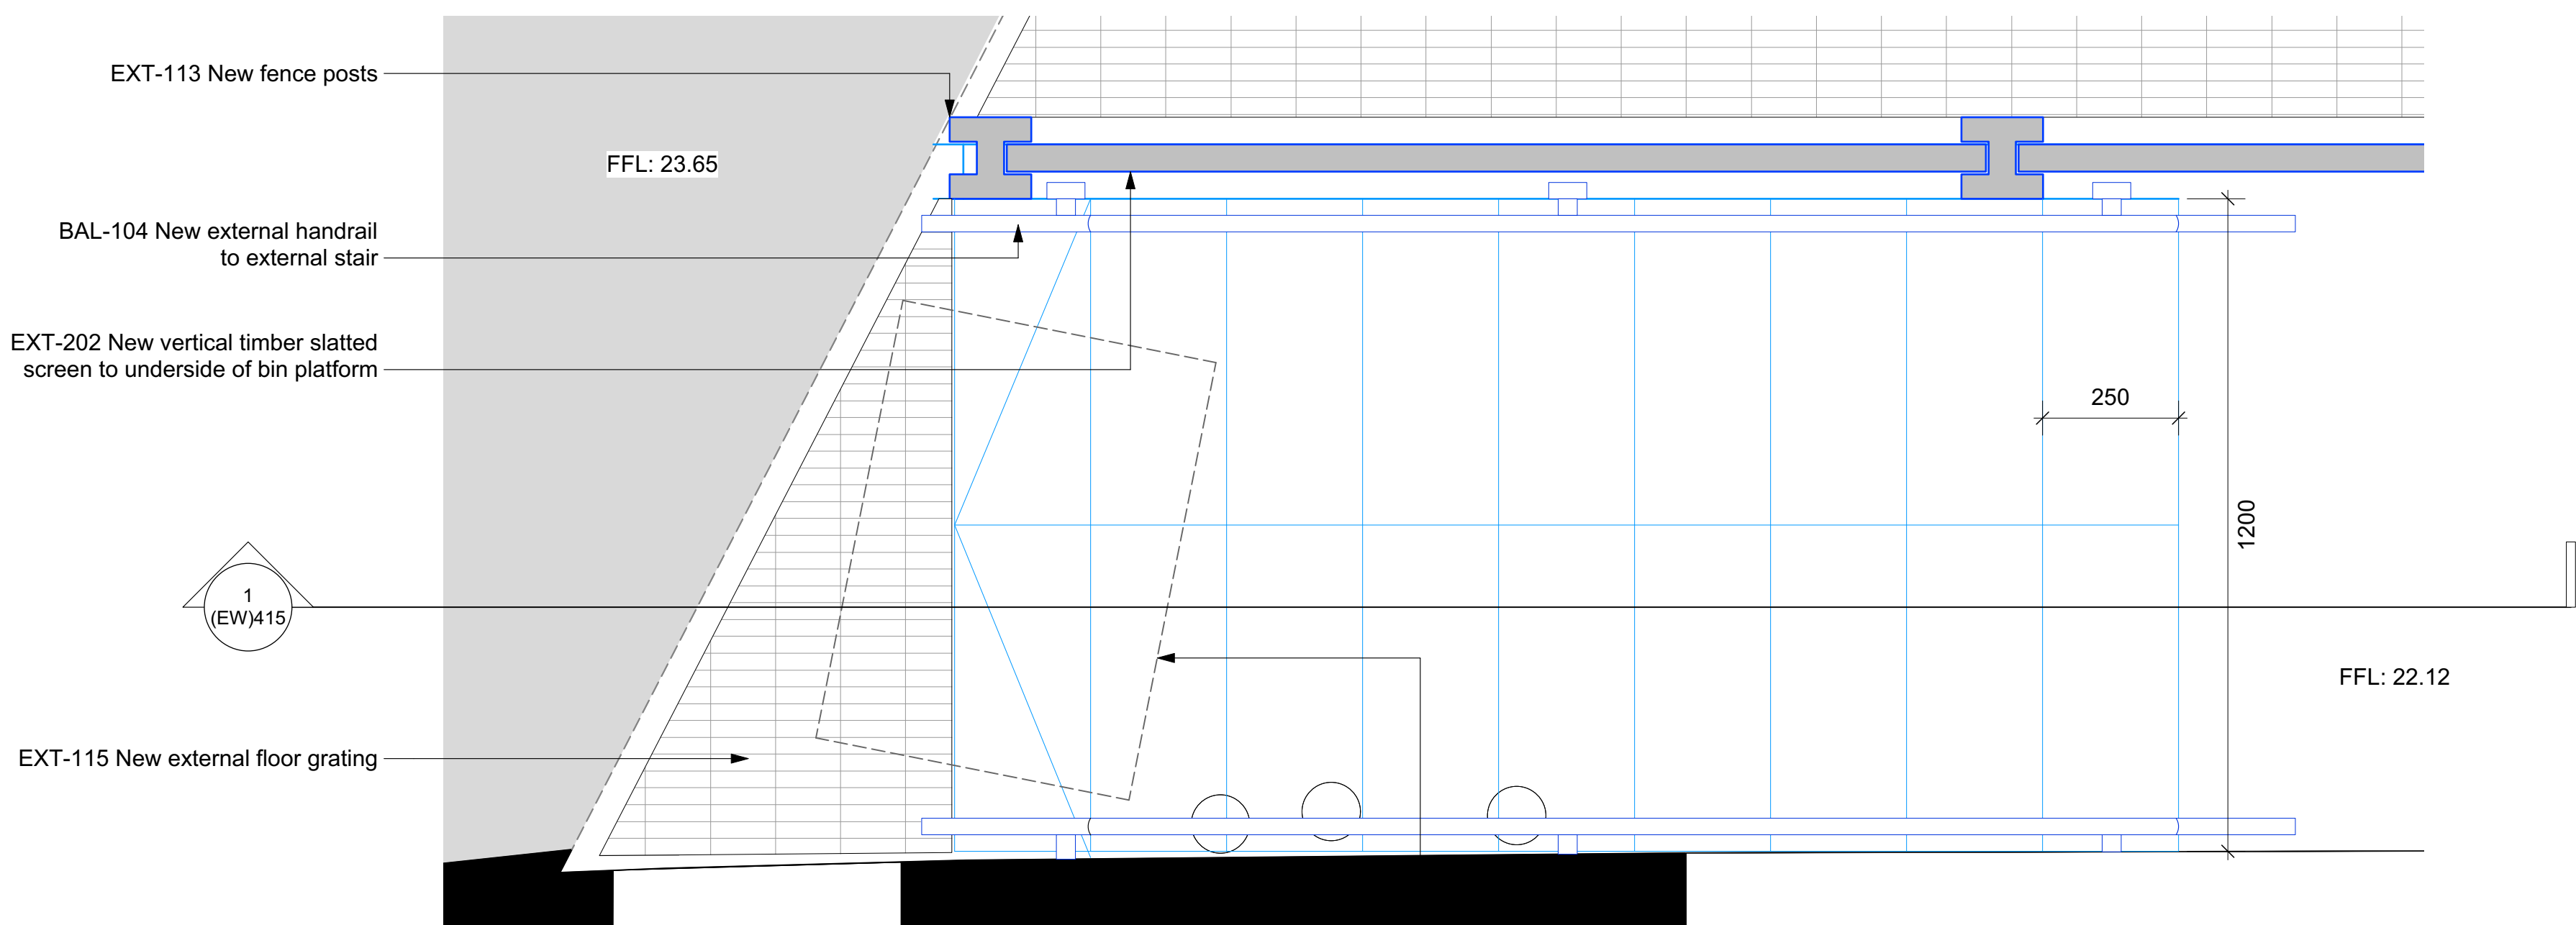 EXT-113 New fence posts
FFL: 23.65
BAL-104 New external handrail
to external stair
EXT-202 New vertical timber slatted
screen to underside of bin platform
250
1200
1
(EW)415
FFL: 22.12
EXT-115 New external floor grating